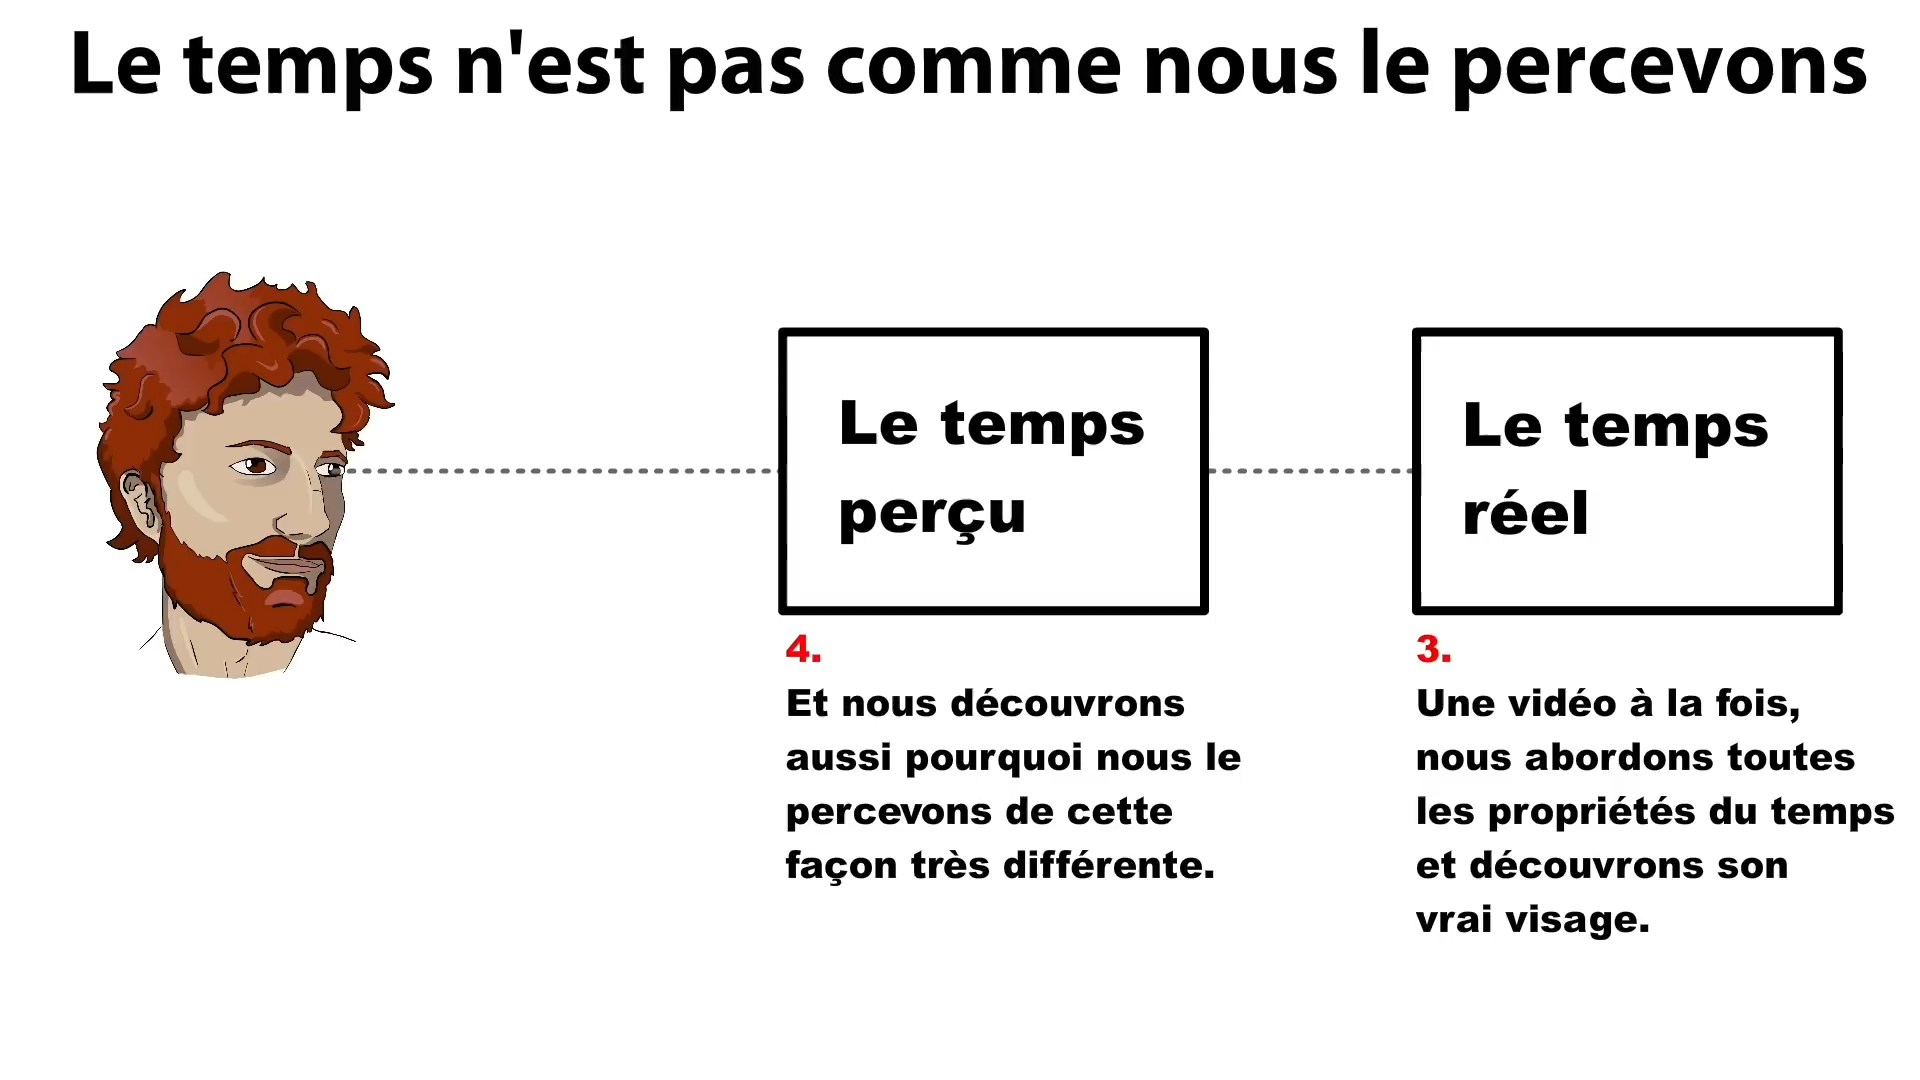 Le temps n'est pas comme nous le percevons
Le temps
perçu
Le temps
réel
4.
Et nous découvrons
aussi pourquoi nous le
percevons de cette
façon très différente.
3.
Une vidéo à la fois,
nous abordons toutes
les propriétés du temps
et découvrons son
vrai visage.